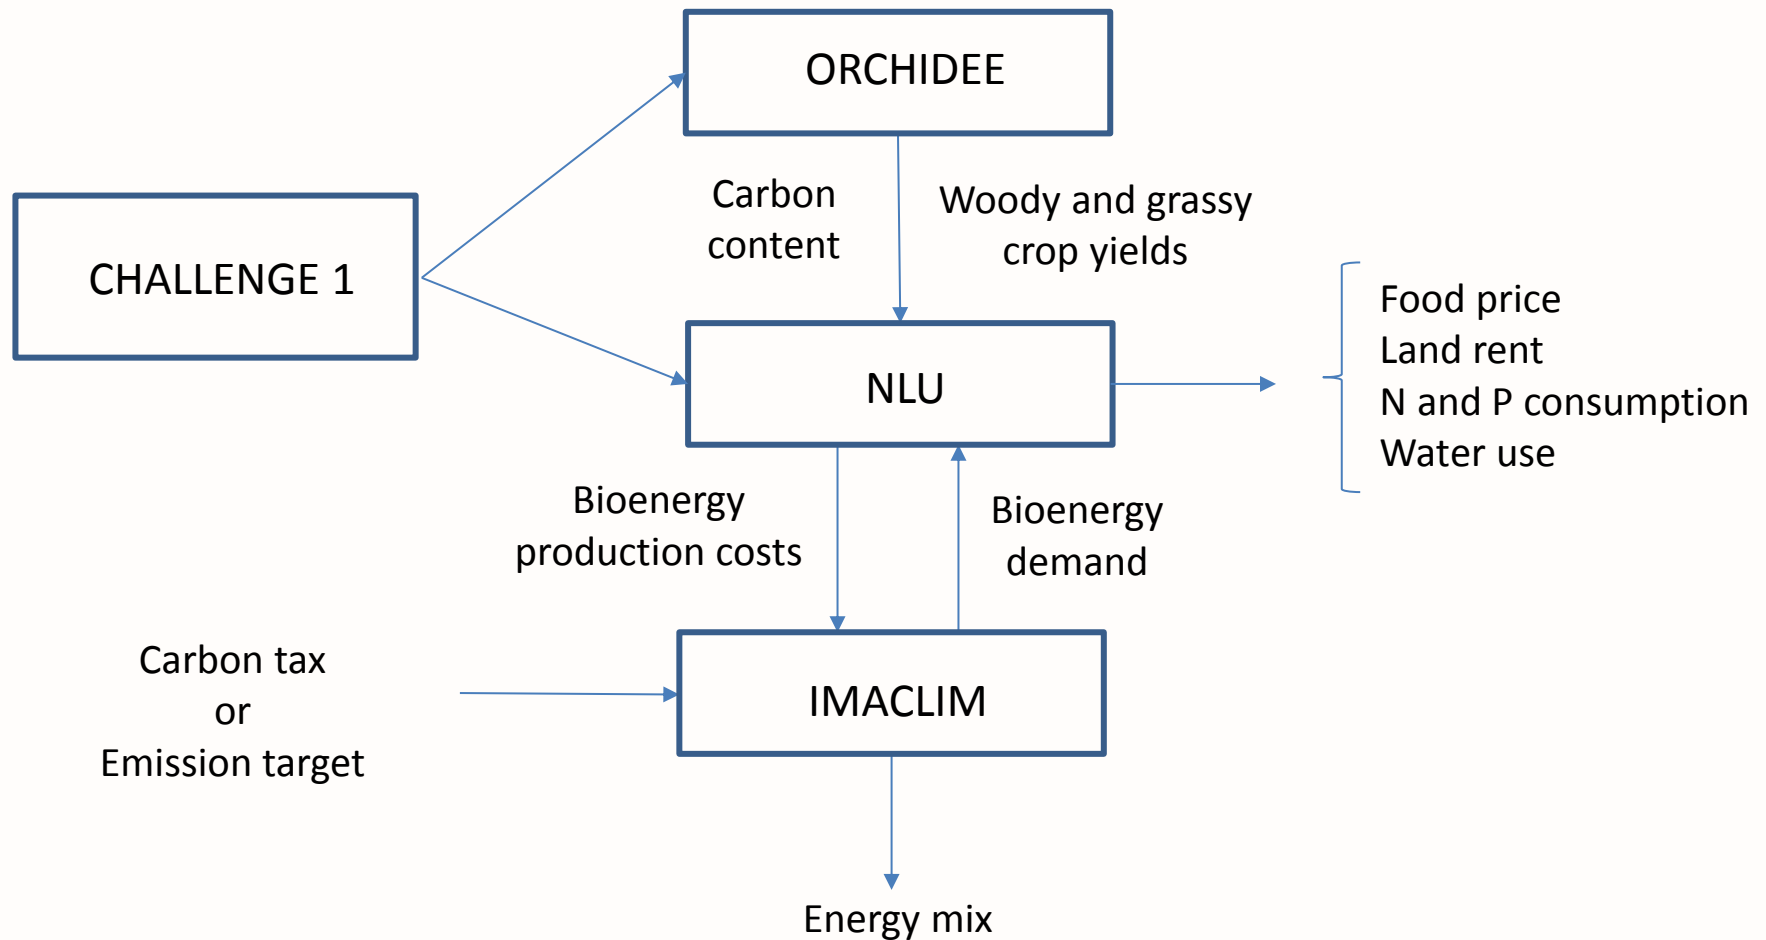 ORCHIDEE
Carbon
content
Woody and grassy
crop yields
CHALLENGE 1
NLU
Food price
Land rent
N and P consumption
Water use
Bioenergy
production costs
Bioenergy
demand
Carbon tax
or
Emission target
IMACLIM
Energy mix